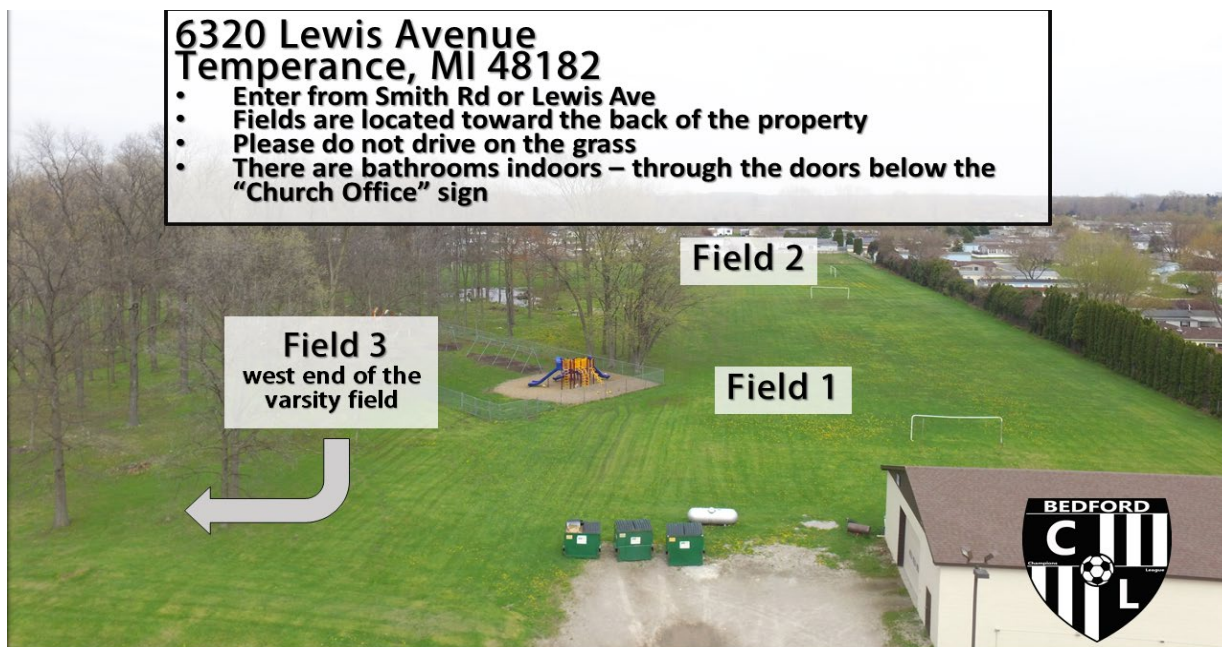 6320 Lewis Avenue
Temperance, MI 48182
• Enter from Smith Rd or Lewis Ave
• Fields are located toward the back of the property
• Please do not drive on the grass
• There are bathrooms indoors – through the doors below the
“Church Office” sign
Field 2
Field 3
west end of the
varsity field
Field 1
BEDFORD
C
Champions League
L